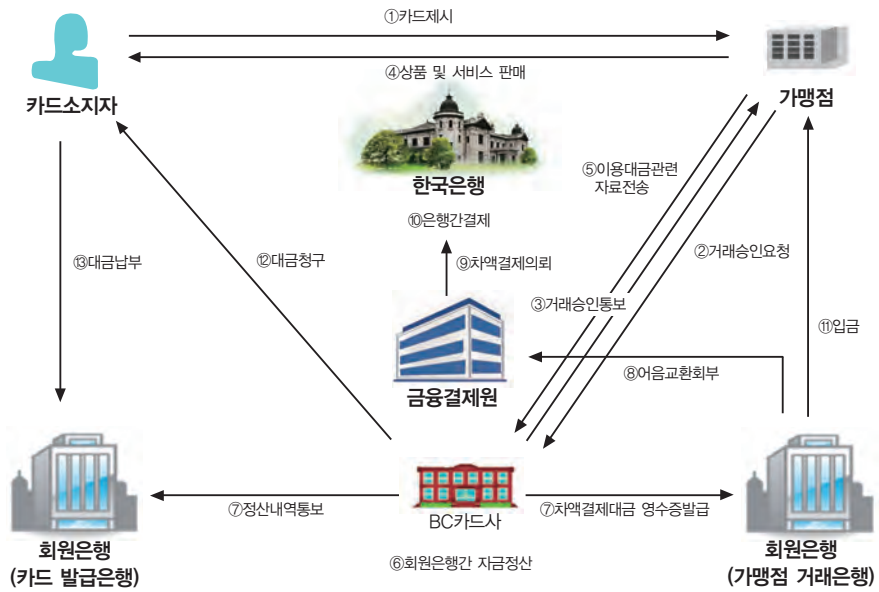 ①카드제시
④상품 및 서비스 판매
카드소지자
가맹점
한국은행
⑤이용대금관련
자료전송
⑩은행간결제
②거래승인요청
⑬대금납부
⑫대금청구
⑨차액결제의뢰
③거래승인통보
⑪입금
⑧어음교환회부
금융결제원
⑦정산내역통보
BC카드사
⑦차액결제대금 영수증발급
회원은행
(카드 발급은행)
⑥회원은행간 자금정산
회원은행
(가맹점 거래은행)